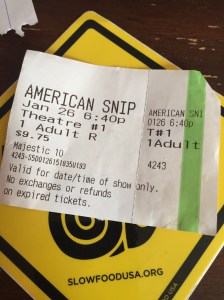 AMERICAN SNIP
Jan 26 6:40p
Theatre #1
1 Adult R
$9.75
Majestic 10
Valid for date/time of show only.
No exchanges or refunds
on expired tickets.
AMERICAN SNI
0126 6:40p
T#1
1Adult
4243
SLOWFOODUSA.ORG